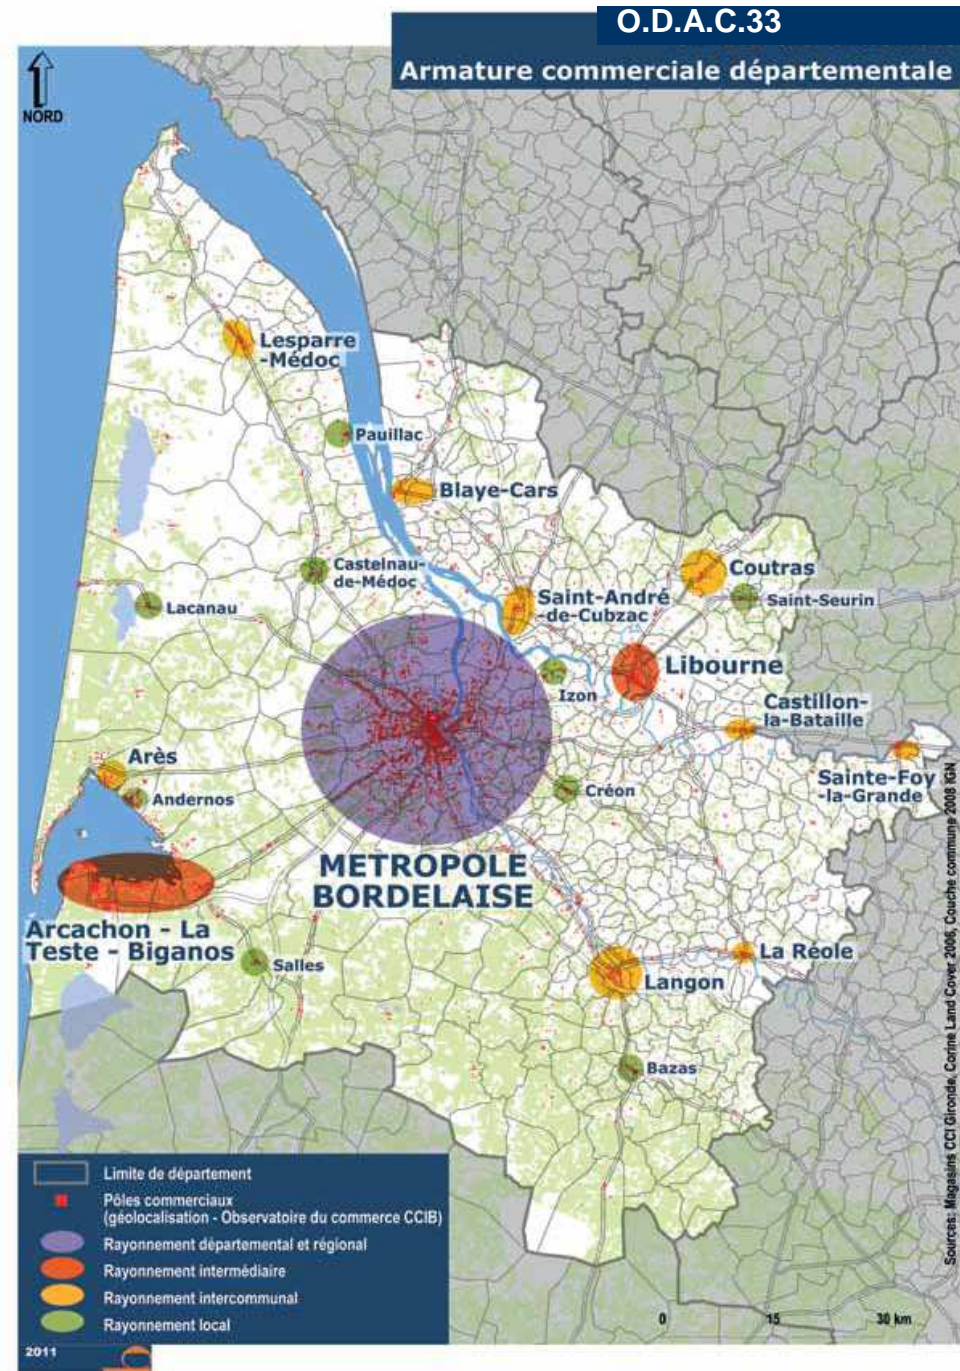 O.D.A.C.33
Armature commerciale départementale
NORD
Lesparre
-Médoc
Pauillac
Blaye-Cars
Castelnau-
de-Médoc
Coutras
Saint-André
-de-Cubzac
Saint-Seurin
Lacanau
Libourne
Izon
Castillon-
la-Bataille
Arès
Andernos
Créon
Sainte-Foy
-la-Grande
METROPOLE
BORDELAISE
Arcachon - La
Teste - Biganos
Salles
La Réole
Langon
Bazas
Sources: Magasins CCI Gironde, Corine Land Cover 2006, Couche commune 2008 IGN
Limite de département
Pôles commerciaux
(géolocalisation - Observatoire du commerce CCIB)
Rayonnement départemental et régional
Rayonnement intermédiaire
Rayonnement intercommunal
Rayonnement local
0 15 30 km
2011